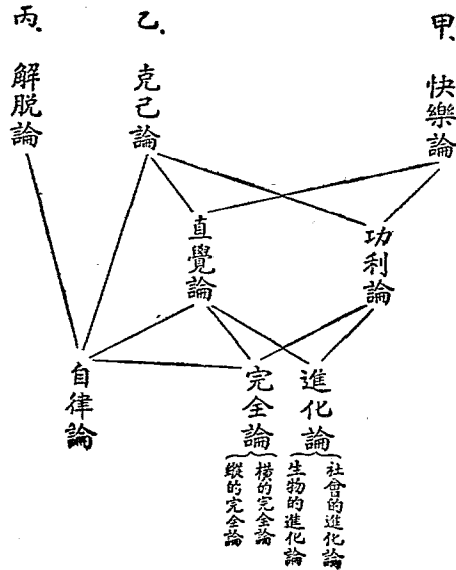 甲、快樂論
乙、克己論
丙、解脫論
功利論
直覺論
進化論
完全論
自律論
社會的進化論
生物的進化論
橫的完全論
縱的完全論